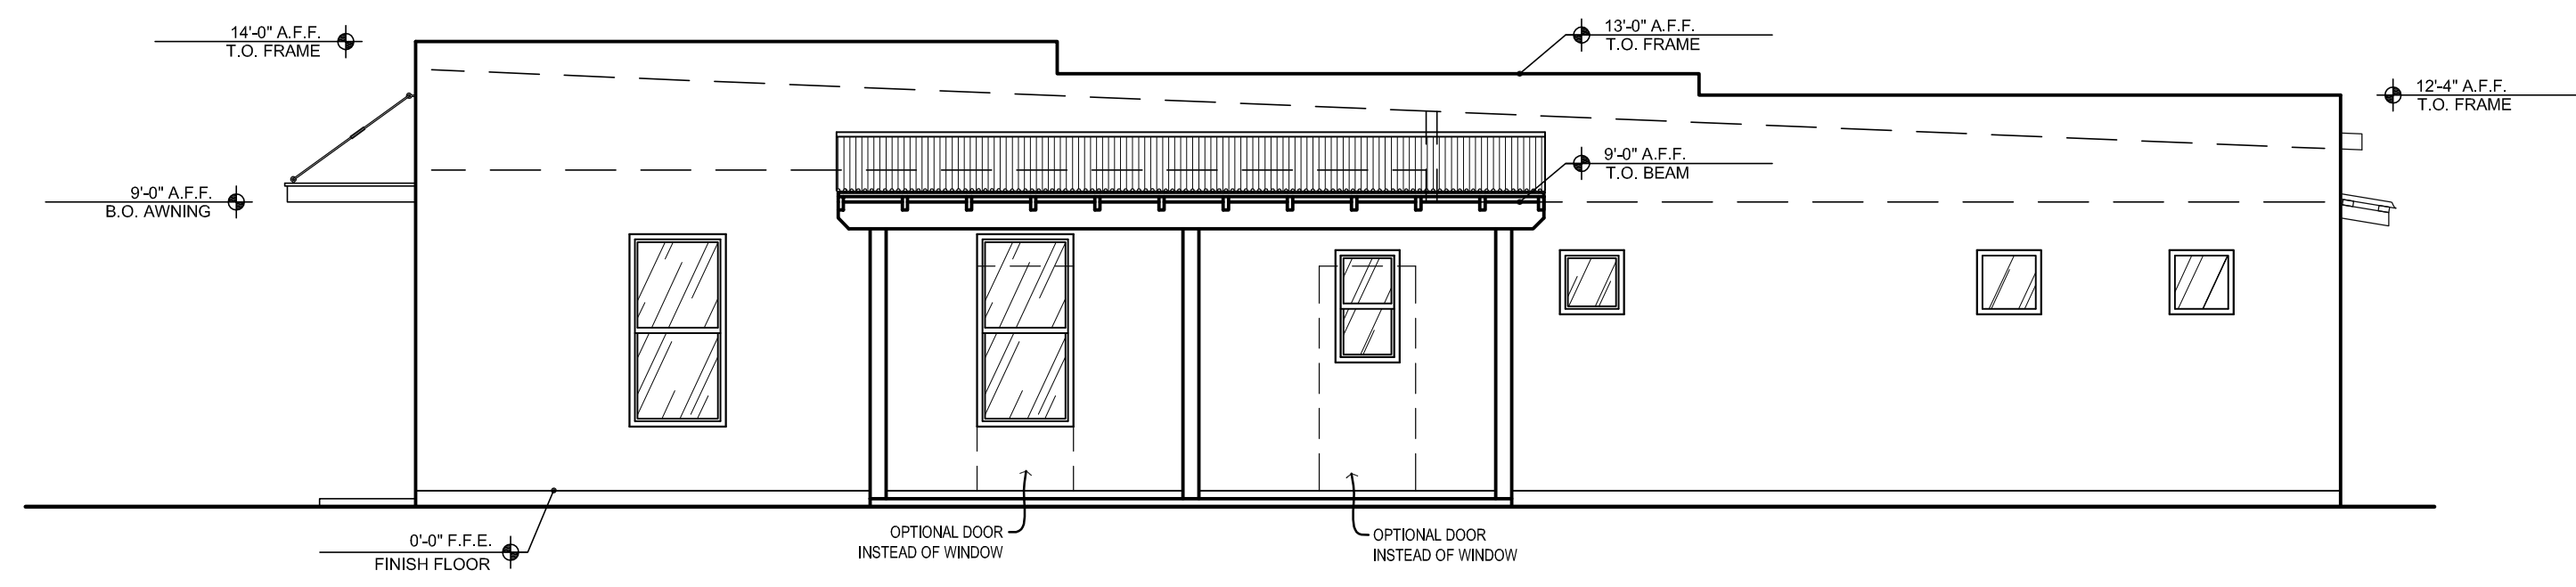 14'-0" A.F.F.
T.O. FRAME
13'-0" A.F.F.
T.O. FRAME
12'-4" A.F.F.
T.O. FRAME
9'-0" A.F.F.
T.O. BEAM
9'-0" A.F.F.
B.O. AWNING
OPTIONAL DOOR
INSTEAD OF WINDOW
OPTIONAL DOOR
INSTEAD OF WINDOW
0'-0" F.F.E.
FINISH FLOOR